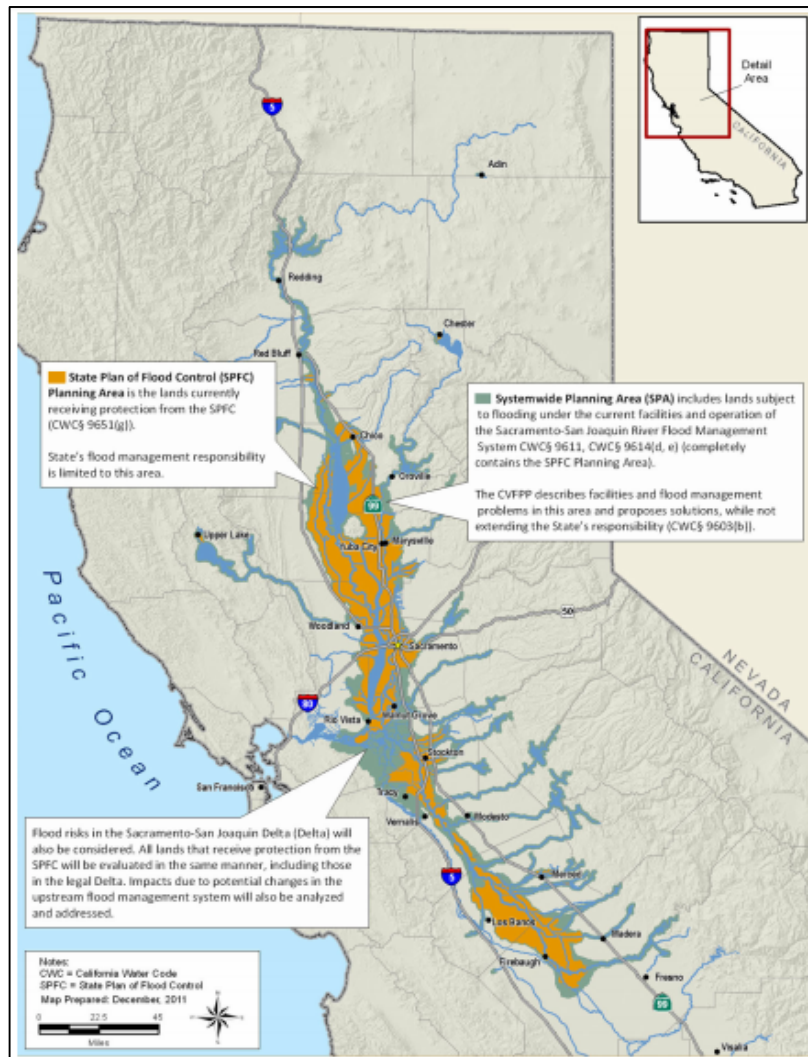 Detail
Area
CALIFORNIA
5
Adin
Redding
Chester
Red Bluff
State Plan of Flood Control (SPFC)
Planning Area is the lands currently
receiving protection from the SPFC
(CWC§ 9651(g)).
State's flood management responsibility
is limited to this area.
Systemwide Planning Area (SPA) includes lands subject
to flooding under the current facilities and operation of
the Sacramento-San Joaquin River Flood Management
System CWC§ 9611, CWC§ 9614(d, e) (completely
contains the SPFC Planning Area).
The CVFPP describes facilities and flood management
problems in this area and proposes solutions, while not
extending the State's responsibility (CWC§ 9603(b)).
Chico
Oroville
99
Upper Lake
Yuba City
Marysville
Pacific Ocean
50
Woodland
Sacramento
NEVADA
CALIFORNIA
80
Rio Vista
Walnut Grove
Stockton
San Francisco
Tracy
Vernalis
Modesto
Flood risks in the Sacramento-San Joaquin Delta (Delta) will
also be considered. All lands that receive protection from the
SPFC will be evaluated in the same manner, including those
in the legal Delta. Impacts due to potential changes in the
upstream flood management system will also be analyzed
and addressed.
5
Merced
Los Banos
Madera
Firebaugh
Fresno
99
Visalia
Notes:
CWC = California Water Code
SPFC = State Plan of Flood Control
Map Prepared: December, 2011
0 22.5 45
Miles